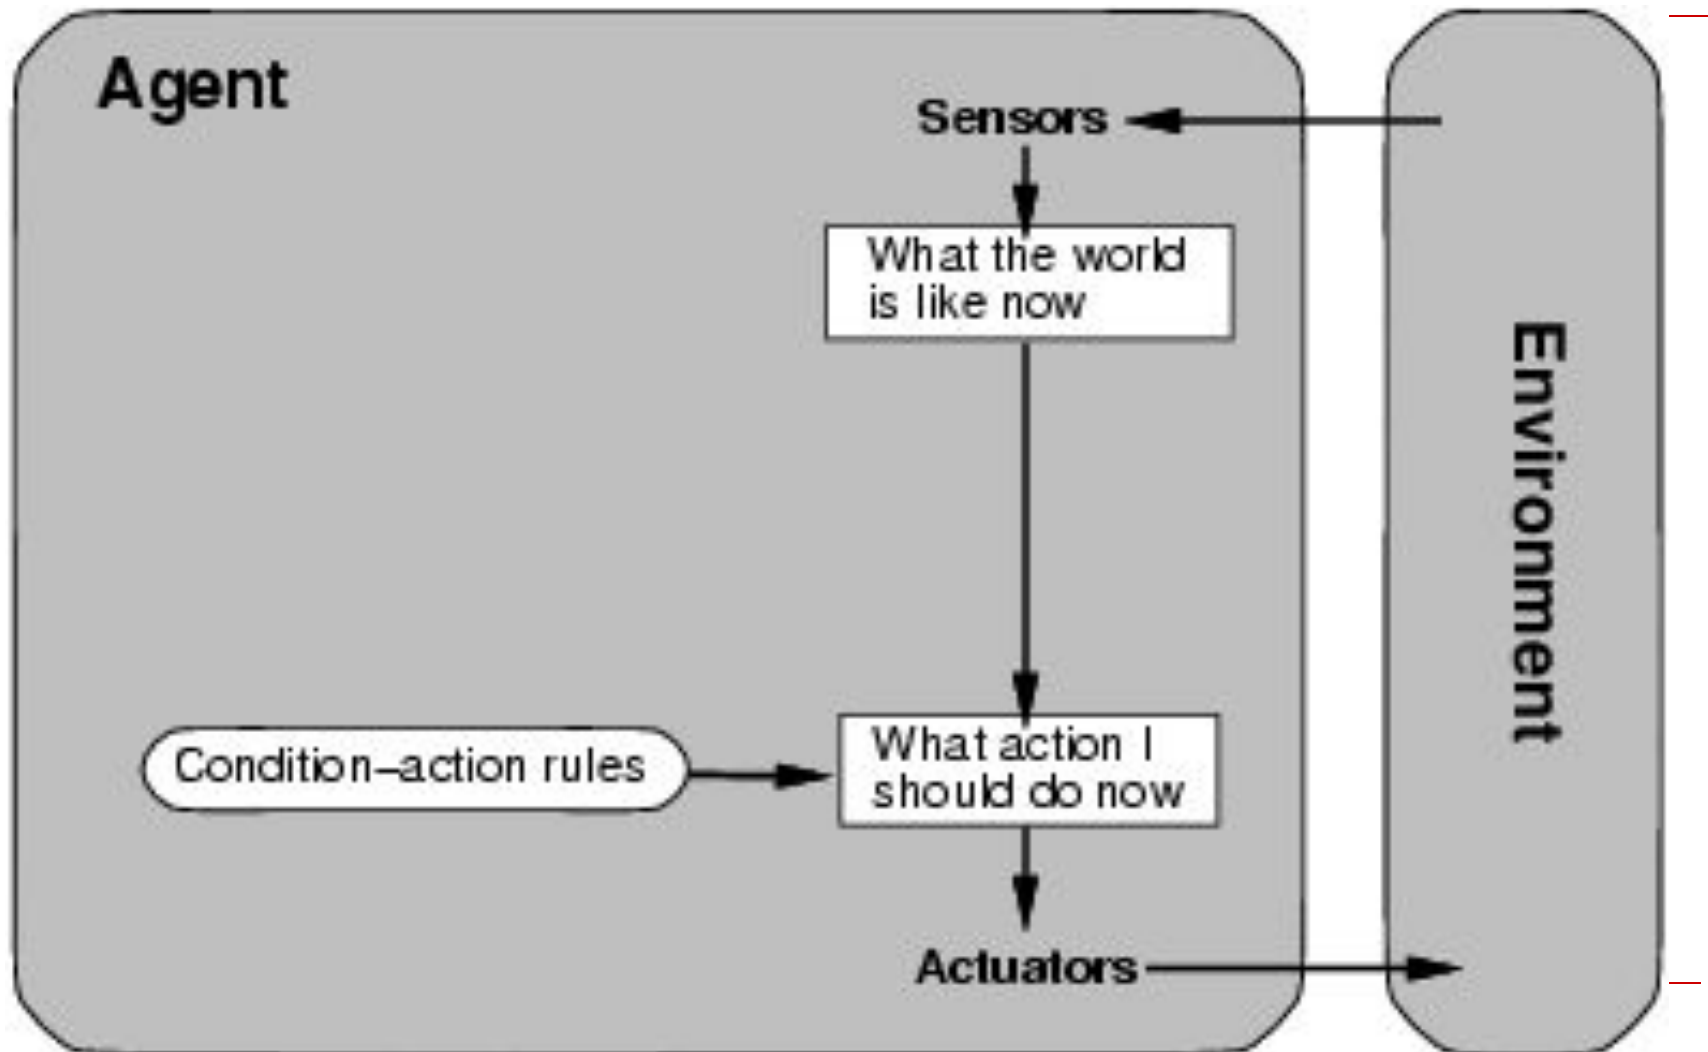 Agent
Sensors
What the world
is like now
Environment
Condition–action rules
What action I
should do now
Actuators